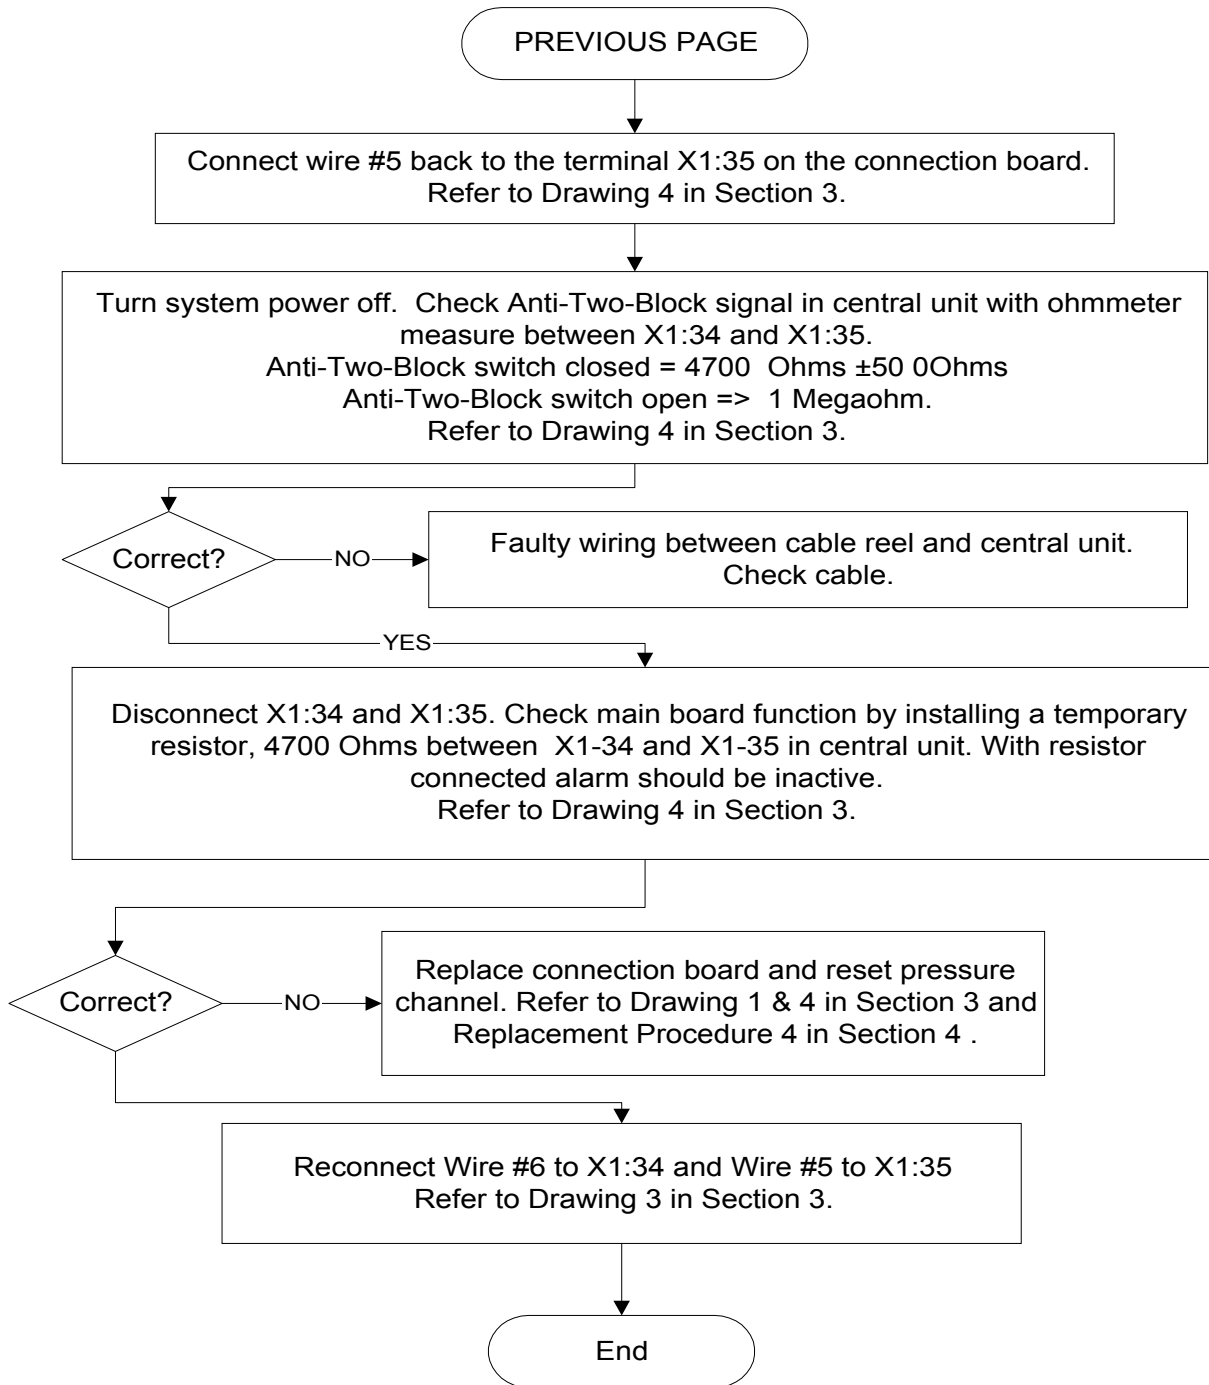 PREVIOUS PAGE
Connect wire #5 back to the terminal X1:35 on the connection board.
Refer to Drawing 4 in Section 3.
Turn system power off.  Check Anti-Two-Block signal in central unit with ohmmeter
measure between X1:34 and X1:35.
Anti-Two-Block switch closed = 4700  Ohms ±50 0Ohms
Anti-Two-Block switch open =>  1 Megaohm.
Refer to Drawing 4 in Section 3.
Correct?
NO
Faulty wiring between cable reel and central unit.
Check cable.
YES
Disconnect X1:34 and X1:35. Check main board function by installing a temporary
resistor, 4700 Ohms between  X1-34 and X1-35 in central unit. With resistor
connected alarm should be inactive.
Refer to Drawing 4 in Section 3.
Correct?
NO
Replace connection board and reset pressure
channel. Refer to Drawing 1 & 4 in Section 3 and
Replacement Procedure 4 in Section 4 .
Reconnect Wire #6 to X1:34 and Wire #5 to X1:35
Refer to Drawing 3 in Section 3.
End